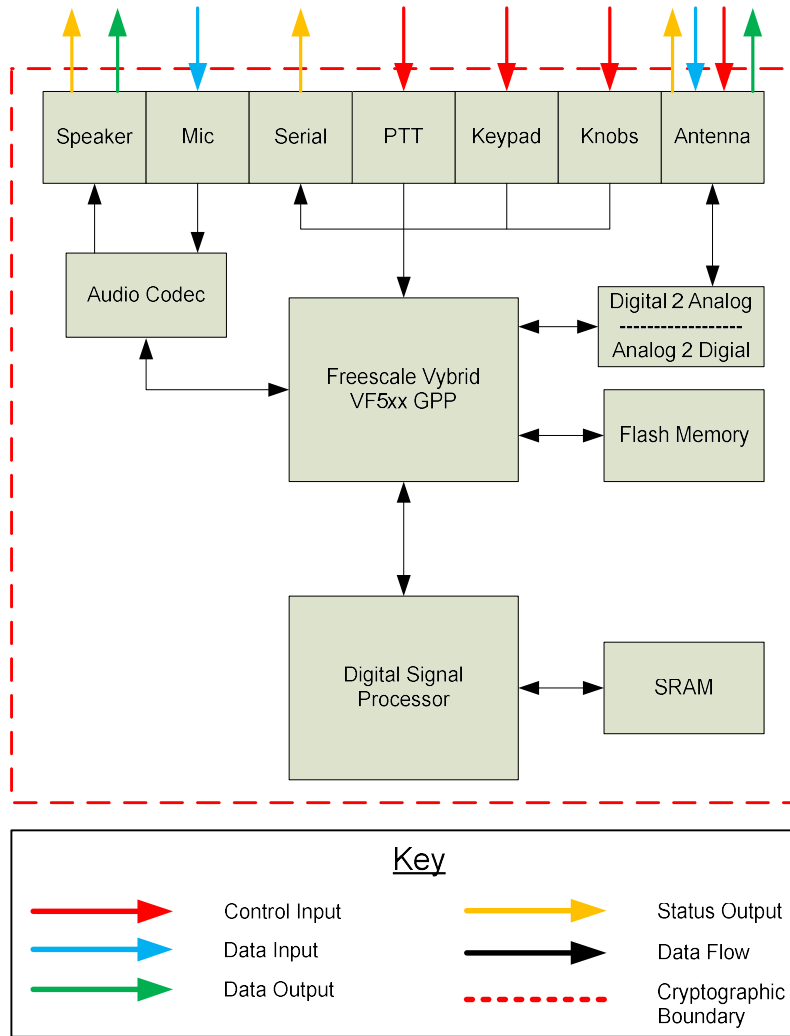 Speaker
Mic
Serial
PTT
Keypad
Knobs
Antenna
Audio Codec
Digital 2 Analog
Analog 2 Digial
Freescale Vybrid
VF5xx GPP
Flash Memory
Digital Signal
Processor
SRAM
Key
Control Input
Data Input
Data Output
Status Output
Data Flow
Cryptographic
Boundary